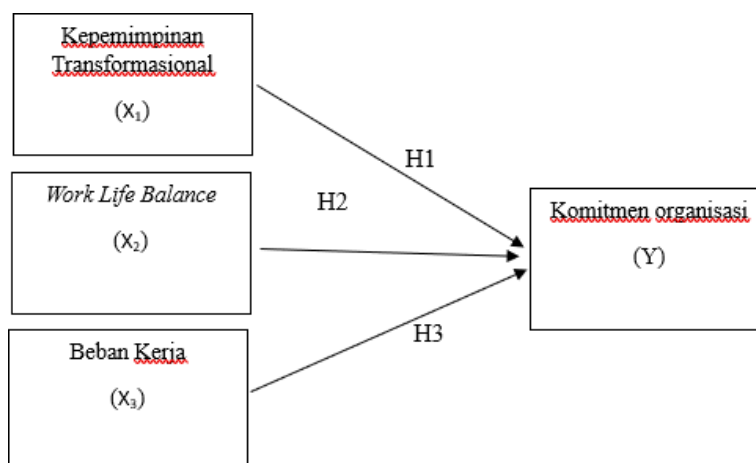 Kepemimpinan
Transformasional
(X₁)
H1
Work Life Balance
(X₂)
H2
Komitmen organisasi
(Y)
Beban Kerja
(X₃)
H3